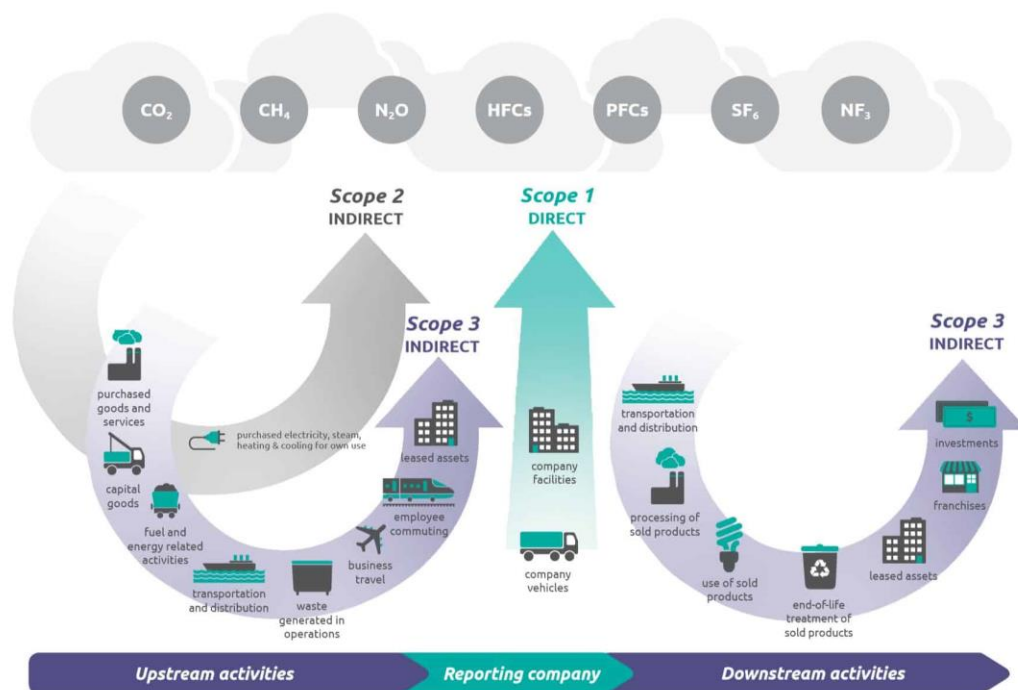 CO₂
CH₄
N₂O
HFCs
PFCs
SF₆
NF₃
Scope 2
INDIRECT
Scope 1
DIRECT
Scope 3
INDIRECT
Scope 3
INDIRECT
purchased
goods and
services
capital
goods
fuel and
energy related
activities
transportation
and distribution
waste
generated in
operations
business
travel
employee
commuting
leased assets
purchased electricity, steam,
heating & cooling for own use
company
facilities
company
vehicles
transportation
and distribution
processing of
sold products
use of sold
products
end-of-life
treatment of
sold products
leased assets
franchises
$
investments
Upstream activities
Reporting company
Downstream activities